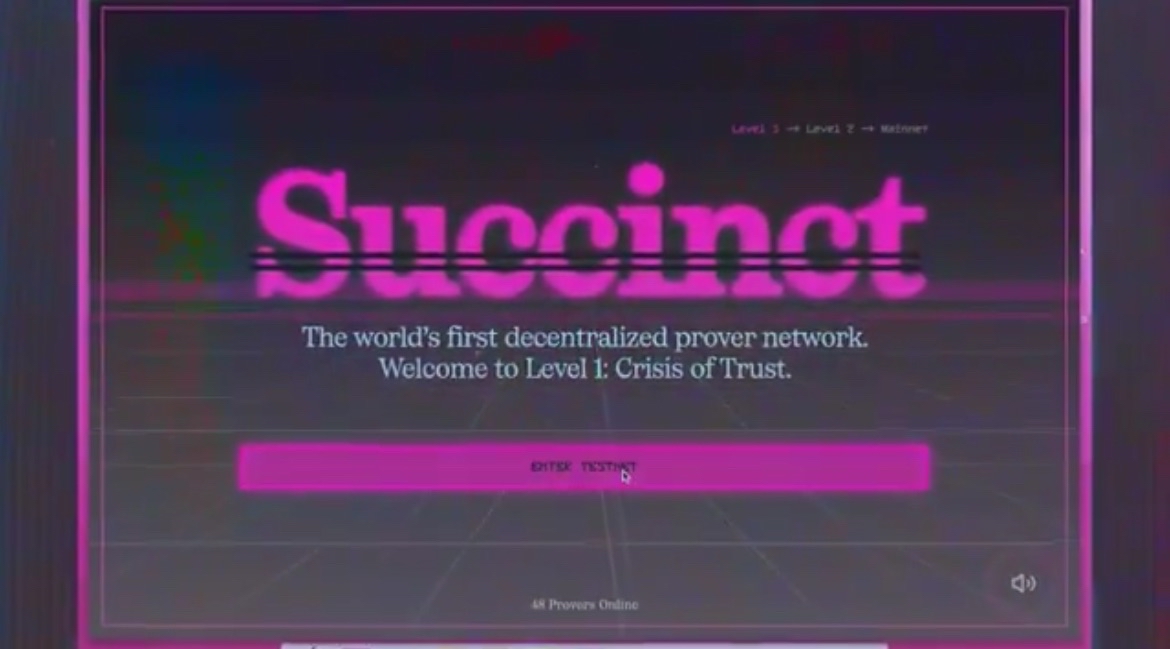 Level 1 → Level 2 → Mainnet
Succinct
The world's first decentralized prover network.
Welcome to Level 1: Crisis of Trust.
ENTER TESTNET
48 Provers Online